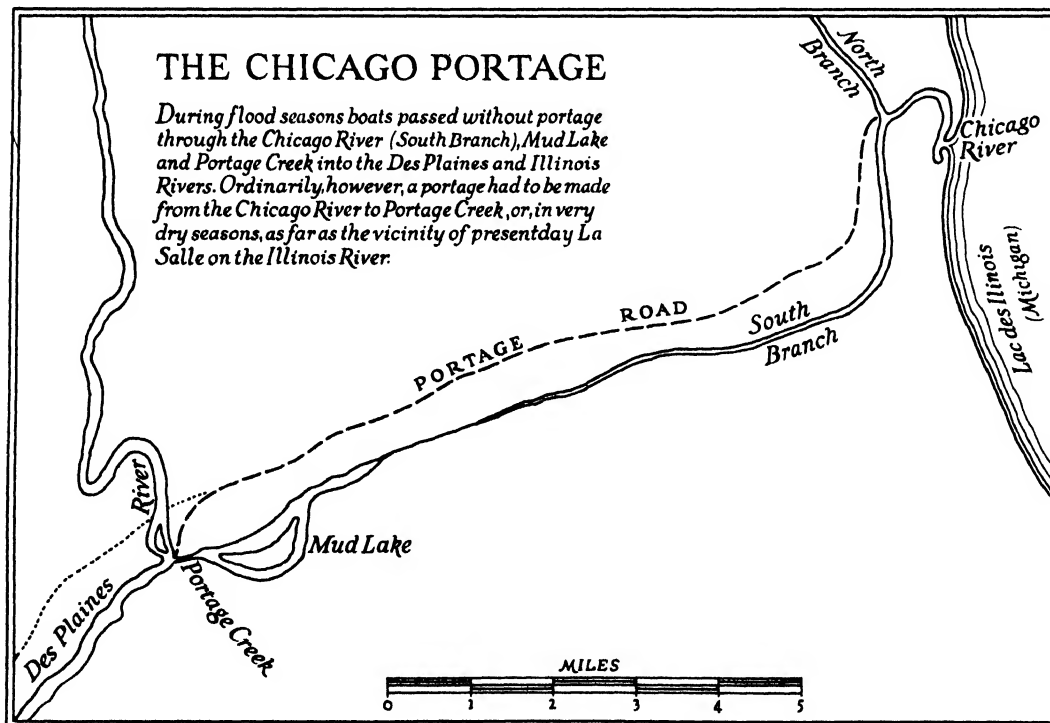 THE CHICAGO PORTAGE
During flood seasons boats passed without portage
through the Chicago River (South Branch), Mud Lake
and Portage Creek into the Des Plaines and Illinois
Rivers. Ordinarily, however, a portage had to be made
from the Chicago River to Portage Creek, or, in very
dry seasons, as far as the vicinity of presentday La
Salle on the Illinois River.
North
Branch
Chicago
River
Lac des Ilinois
(Michigan)
PORTAGE ROAD
South
Branch
River
Mud Lake
Portage Creek
Des Plaines
MILES
0 1 2 3 4 5